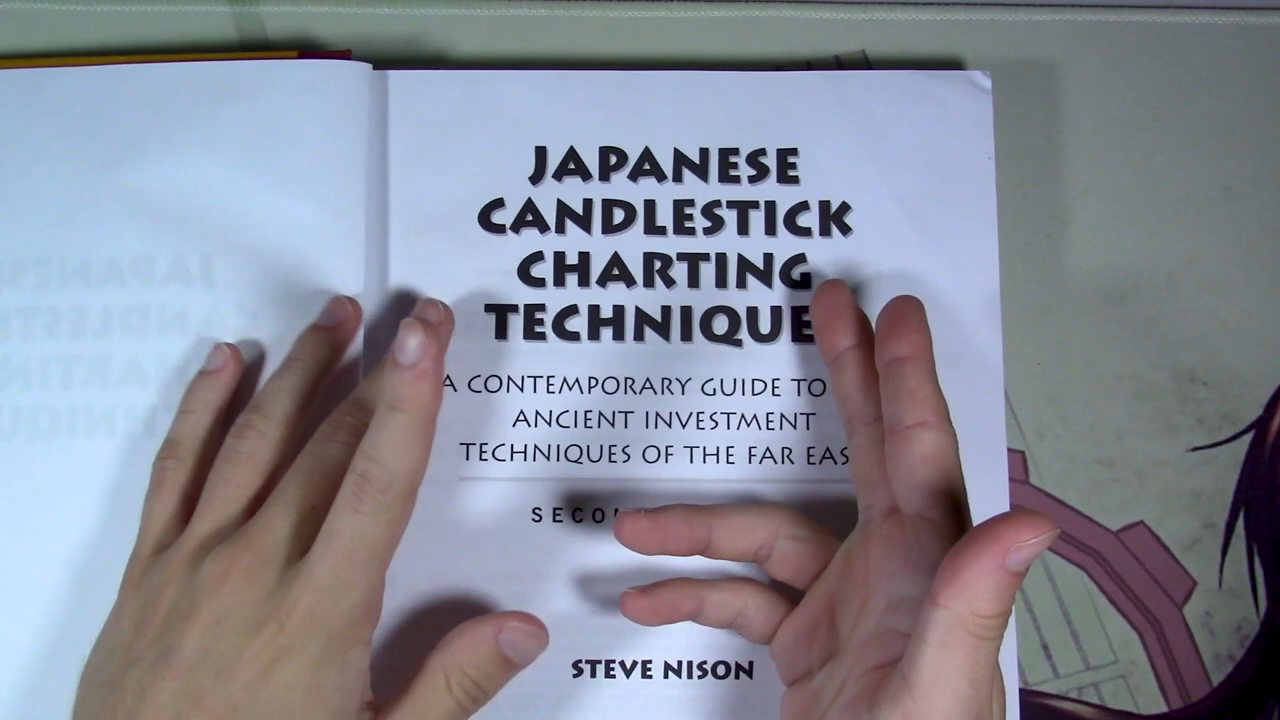 JAPANESE
CANDLESTICK
CHARTING
TECHNIQUE
A CONTEMPORARY GUIDE TO
ANCIENT INVESTMENT
TECHNIQUES OF THE FAR EAS
STEVE NISON